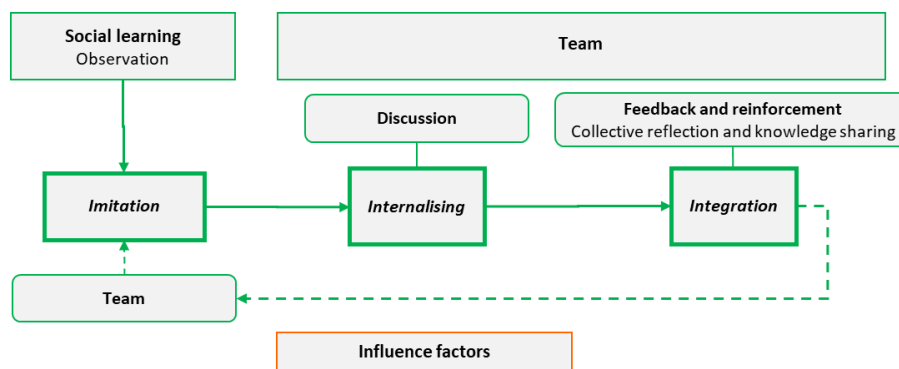 Social learning
Observation
Team
Discussion
Feedback and reinforcement
Collective reflection and knowledge sharing
Imitation
Internalising
Integration
Team
Influence factors